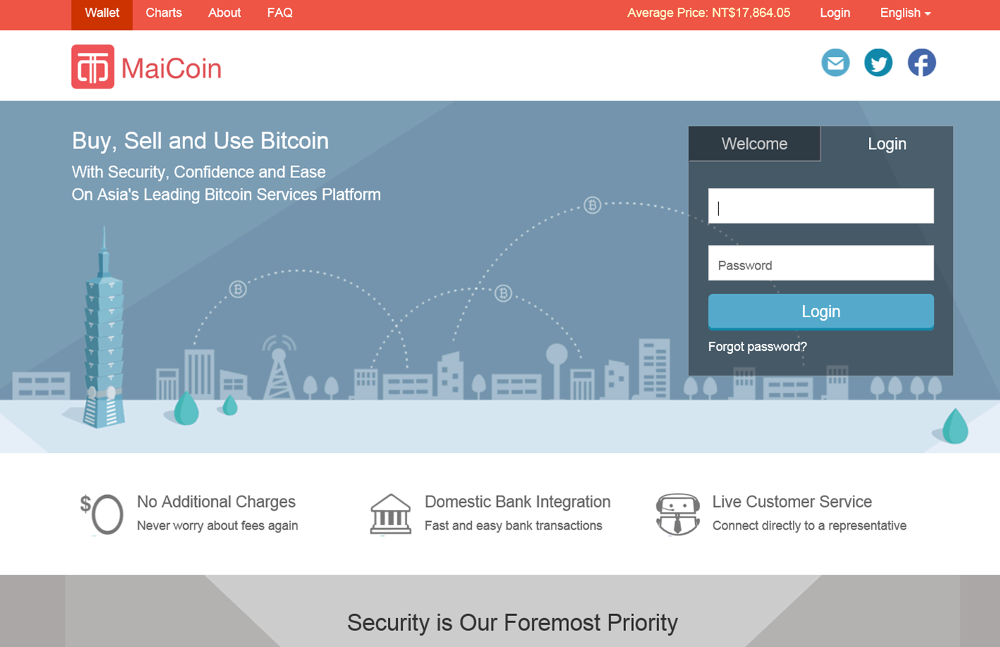 Wallet Charts About FAQ Average Price: NT$17,864.05 Login English
MaiCoin
Buy, Sell and Use Bitcoin
With Security, Confidence and Ease
On Asia's Leading Bitcoin Services Platform
Welcome Login
Password
Login
Forgot password?
$0 No Additional Charges
Never worry about fees again
Domestic Bank Integration
Fast and easy bank transactions
Live Customer Service
Connect directly to a representative
Security is Our Foremost Priority